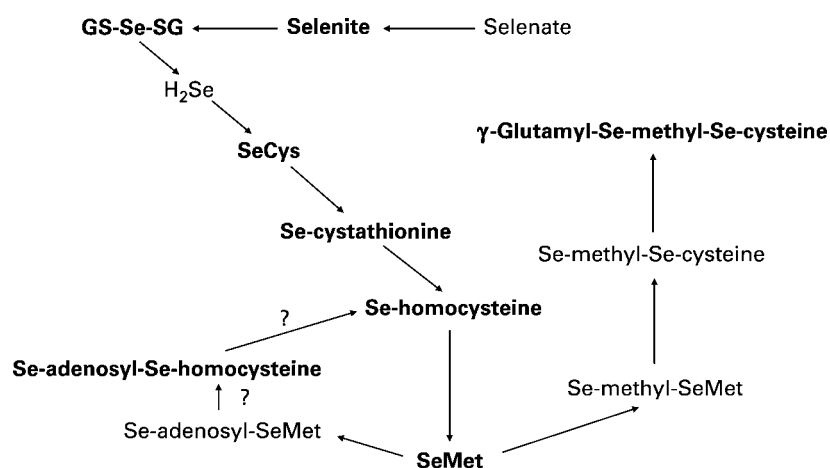 GS-Se-SG Selenite Selenate
H₂Se
γ-Glutamyl-Se-methyl-Se-cysteine
SeCys
Se-cystathionine
Se-methyl-Se-cysteine
Se-homocysteine
?
Se-adenosyl-Se-homocysteine
?
Se-methyl-SeMet
Se-adenosyl-SeMet
SeMet